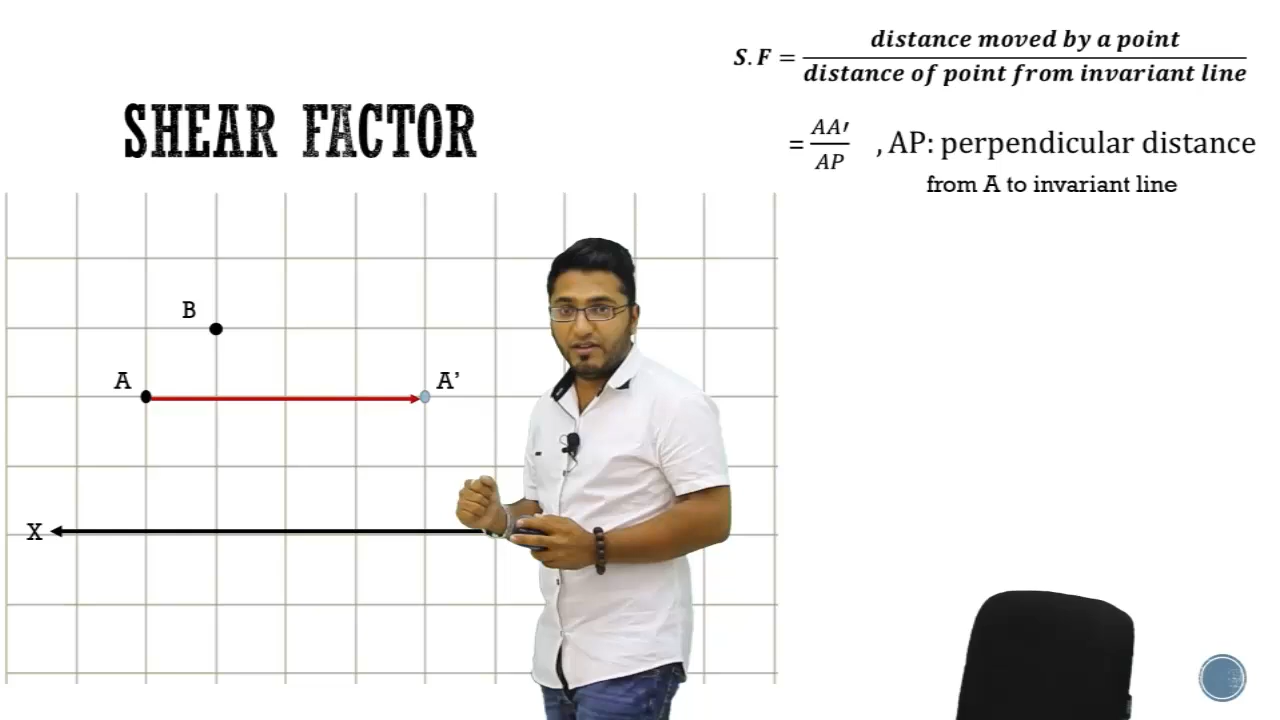 S.F = distance moved by a point / distance of point from invariant line
SHEAR FACTOR
= AA′ / AP , AP: perpendicular distance
from A to invariant line
B
A A’
X